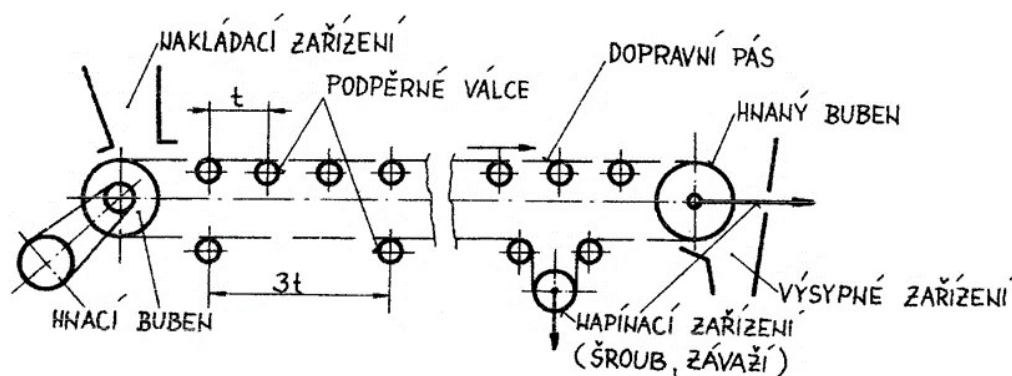 NAKLÁDACÍ ZAŘÍZENÍ
DOPRAVNÍ PÁS
PODPĚRNÉ VÁLCE
t
HNANÝ BUBEN
3t
HNACÍ BUBEN
VÝSYPNÉ ZAŘÍZENÍ
NAPÍNACÍ ZAŘÍZENÍ
(ŠROUB, ZÁVAŽÍ)